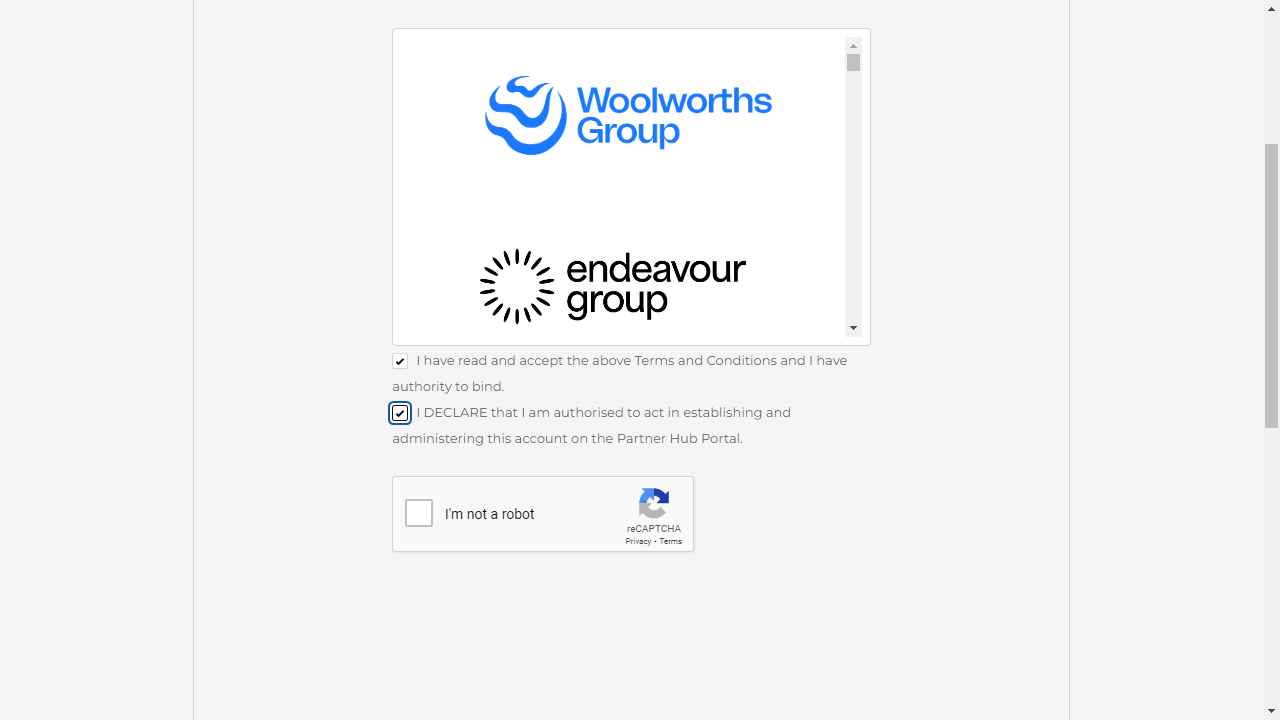 Woolworths
Group
endeavour
group
I have read and accept the above Terms and Conditions and I have
authority to bind.
I DECLARE that I am authorised to act in establishing and
administering this account on the Partner Hub Portal.
I'm not a robot
reCAPTCHA
Privacy - Terms